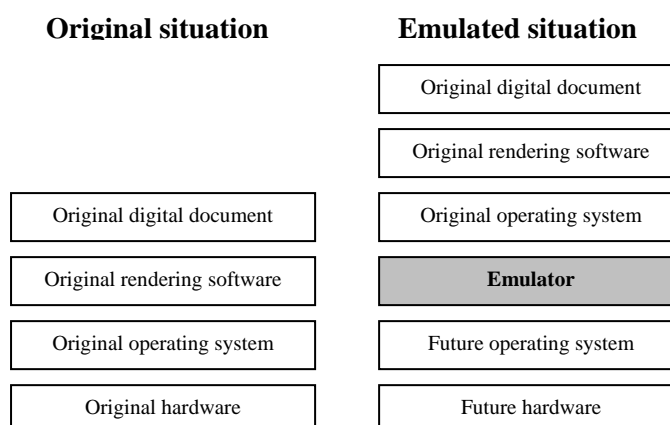 Original situation
Original digital document
Original rendering software
Original operating system
Original hardware
Emulated situation
Original digital document
Original rendering software
Original operating system
Emulator
Future operating system
Future hardware